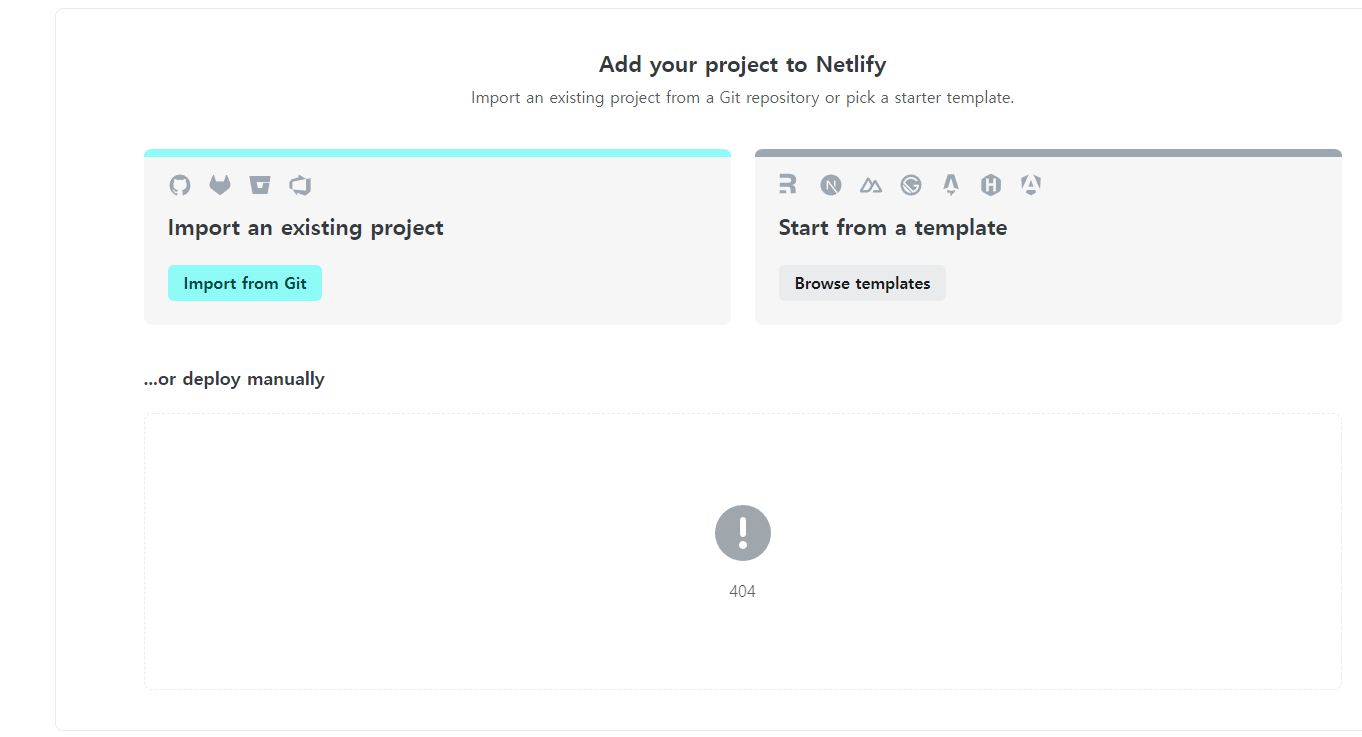 Add your project to Netlify
Import an existing project from a Git repository or pick a starter template.
Import an existing project
Import from Git
Start from a template
Browse templates
...or deploy manually
404